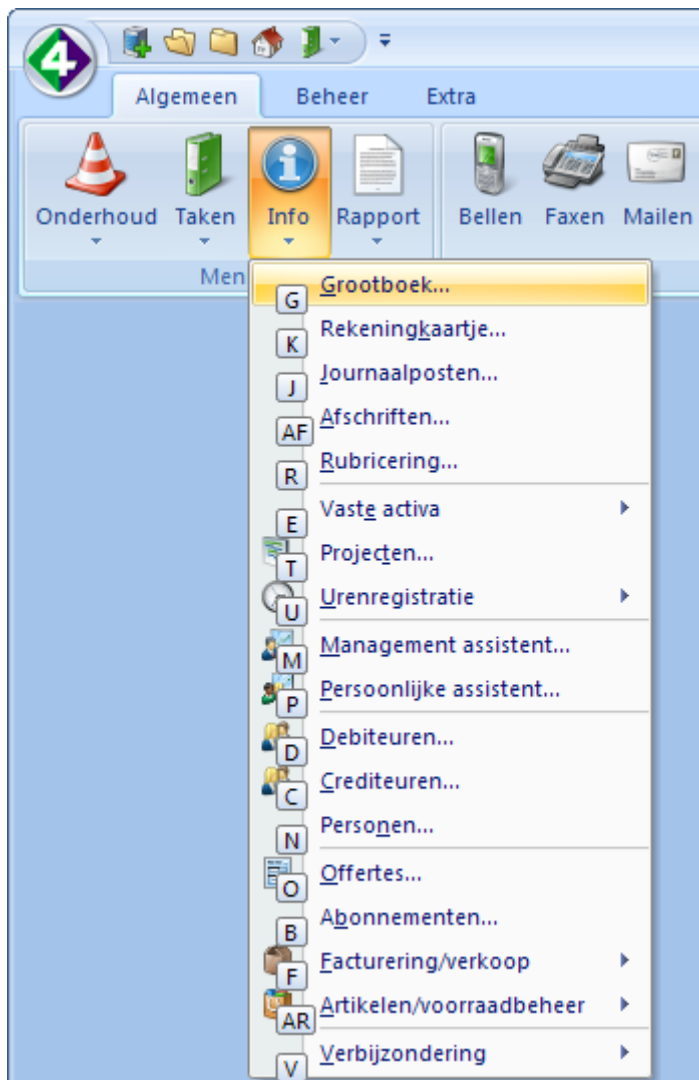 4
Algemeen Beheer Extra
Onderhoud Taken Info Rapport Bellen Faxen Mailen
Men
G Grootboek...
K Rekeningkaartje...
J Journaalposten...
AF Afschriften...
R Rubricering...
E Vaste activa
T Projecten...
U Urenregistratie
M Management assistent...
P Persoonlijke assistent...
D Debiteuren...
C Crediteuren...
N Personen...
O Offertes...
B Abonnementen...
F Facturering/verkoop
AR Artikelen/voorraadbeheer
V Verbijzondering